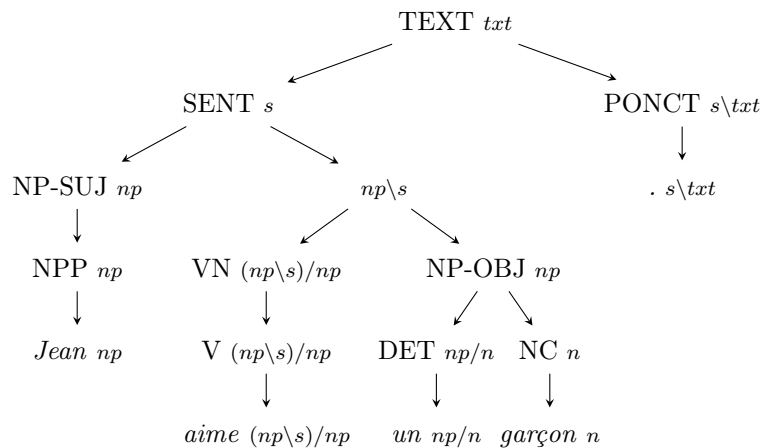 TEXT txt
SENT s PONCT s\txt
NP-SUJ np np\s . s\txt
NPP np VN (np\s)/np NP-OBJ np
Jean np V (np\s)/np DET np/n NC n
aime (np\s)/np un np/n garçon n